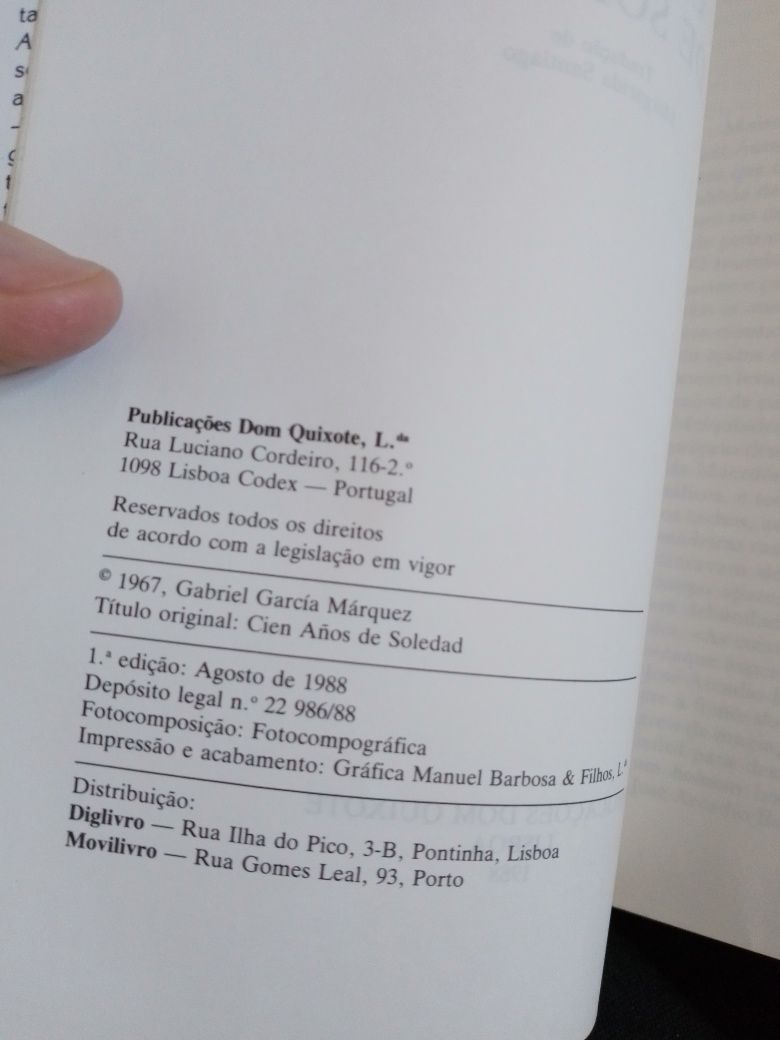 Publicações Dom Quixote, L.da
Rua Luciano Cordeiro, 116-2.º
1098 Lisboa Codex — Portugal
Reservados todos os direitos
de acordo com a legislação em vigor
© 1967, Gabriel García Márquez
Título original: Cien Años de Soledad
1.ª edição: Agosto de 1988
Depósito legal n.º 22 986/88
Fotocomposição: Fotocompográfica
Impressão e acabamento: Gráfica Manuel Barbosa & Filhos, L.ª
Distribuição:
Diglivro — Rua Ilha do Pico, 3-B, Pontinha, Lisboa
Movilivro — Rua Gomes Leal, 93, Porto